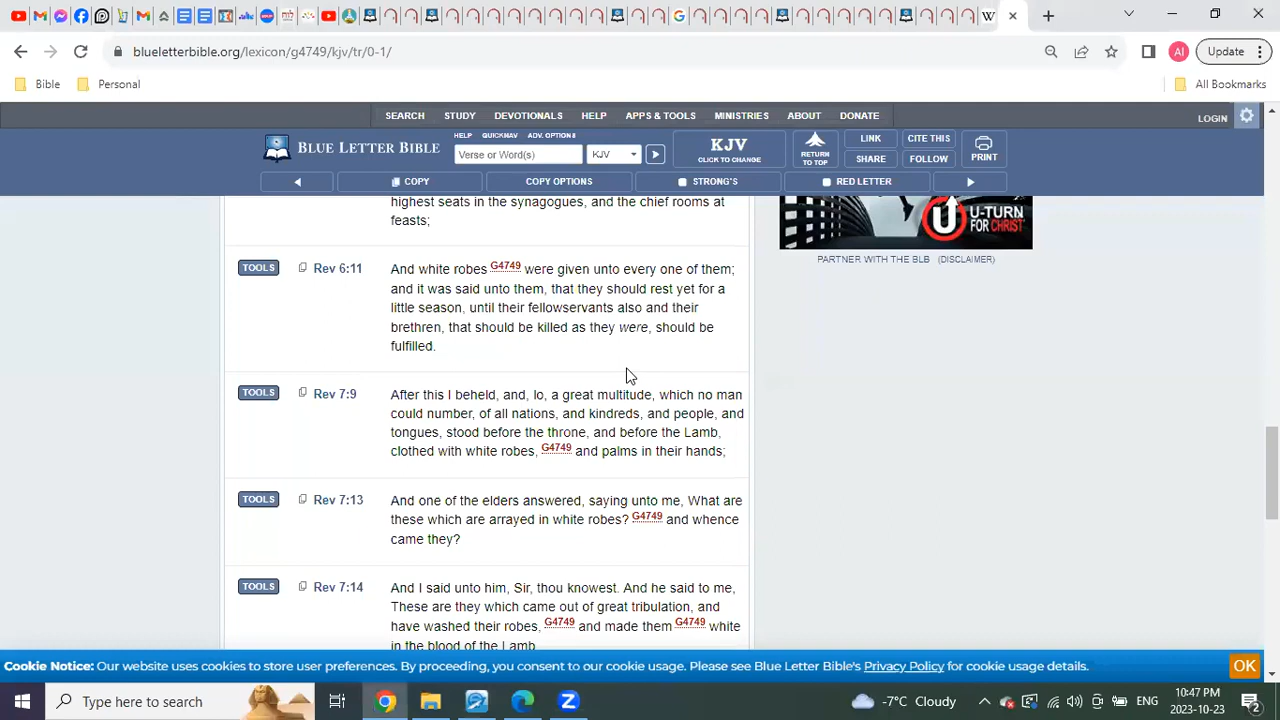 blueletterbible.org/lexicon/g4749/kjv/tr/0-1/
AI
Update
Bible
Personal
All Bookmarks
SEARCH STUDY DEVOTIONALS HELP APPS & TOOLS MINISTRIES ABOUT DONATE
LOGIN
BLUE LETTER BIBLE
HELP QUICKNAV ADV. OPTIONS
Verse or Word(s)
KJV
KJV
CLICK TO CHANGE
RETURN
TO TOP
LINK
SHARE
CITE THIS
FOLLOW
PRINT
COPY
COPY OPTIONS
STRONG'S
RED LETTER
highest seats in the synagogues, and the chief rooms at
feasts;
U-TURN
FOR CHRIST
PARTNER WITH THE BLB (DISCLAIMER)
TOOLS Rev 6:11 And white robes G4749 were given unto every one of them;
and it was said unto them, that they should rest yet for a
little season, until their fellowservants also and their
brethren, that should be killed as they were, should be
fulfilled.
TOOLS Rev 7:9 After this I beheld, and, lo, a great multitude, which no man
could number, of all nations, and kindreds, and people, and
tongues, stood before the throne, and before the Lamb,
clothed with white robes, G4749 and palms in their hands;
TOOLS Rev 7:13 And one of the elders answered, saying unto me, What are
these which are arrayed in white robes? G4749 and whence
came they?
TOOLS Rev 7:14 And I said unto him, Sir, thou knowest. And he said to me,
These are they which came out of great tribulation, and
have washed their robes, G4749 and made them G4749 white
in the blood of the Lamb
Cookie Notice: Our website uses cookies to store user preferences. By proceeding, you consent to our cookie usage. Please see Blue Letter Bible's Privacy Policy for cookie usage details.
OK
Type here to search
-7°C Cloudy
ENG
10:47 PM
2023-10-23
2